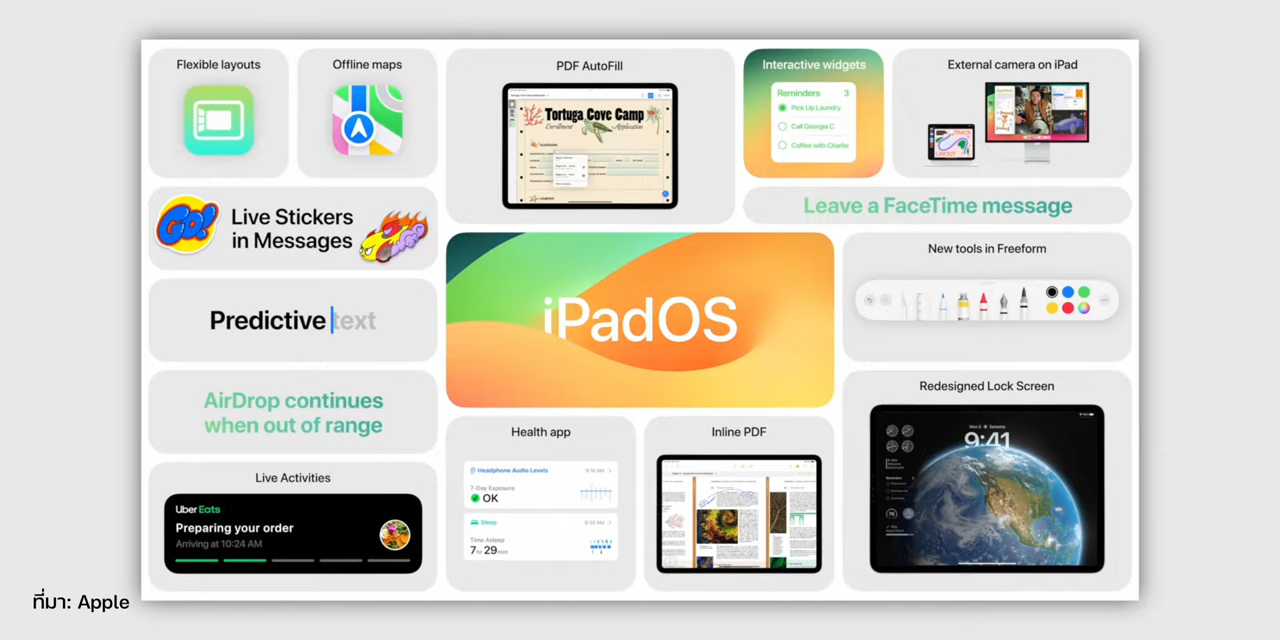 Flexible layouts
Offline maps
PDF AutoFill
Tortuga Cove Camp
Enrollment Application
Interactive widgets
Reminders 3
Pick Up Laundry
Call Georgia C
Coffee with Charlie
External camera on iPad
GO!
Live Stickers
in Messages
Leave a FaceTime message
Predictive text
iPadOS
New tools in Freeform
AirDrop continues
when out of range
Redesigned Lock Screen
9:41
Health app
Headphone Audio Levels
7-Day Exposure
OK
Sleep
Time Asleep
7hr 29min
Inline PDF
Live Activities
Uber Eats
Preparing your order
Arriving at 10:24 AM
ที่มา: Apple